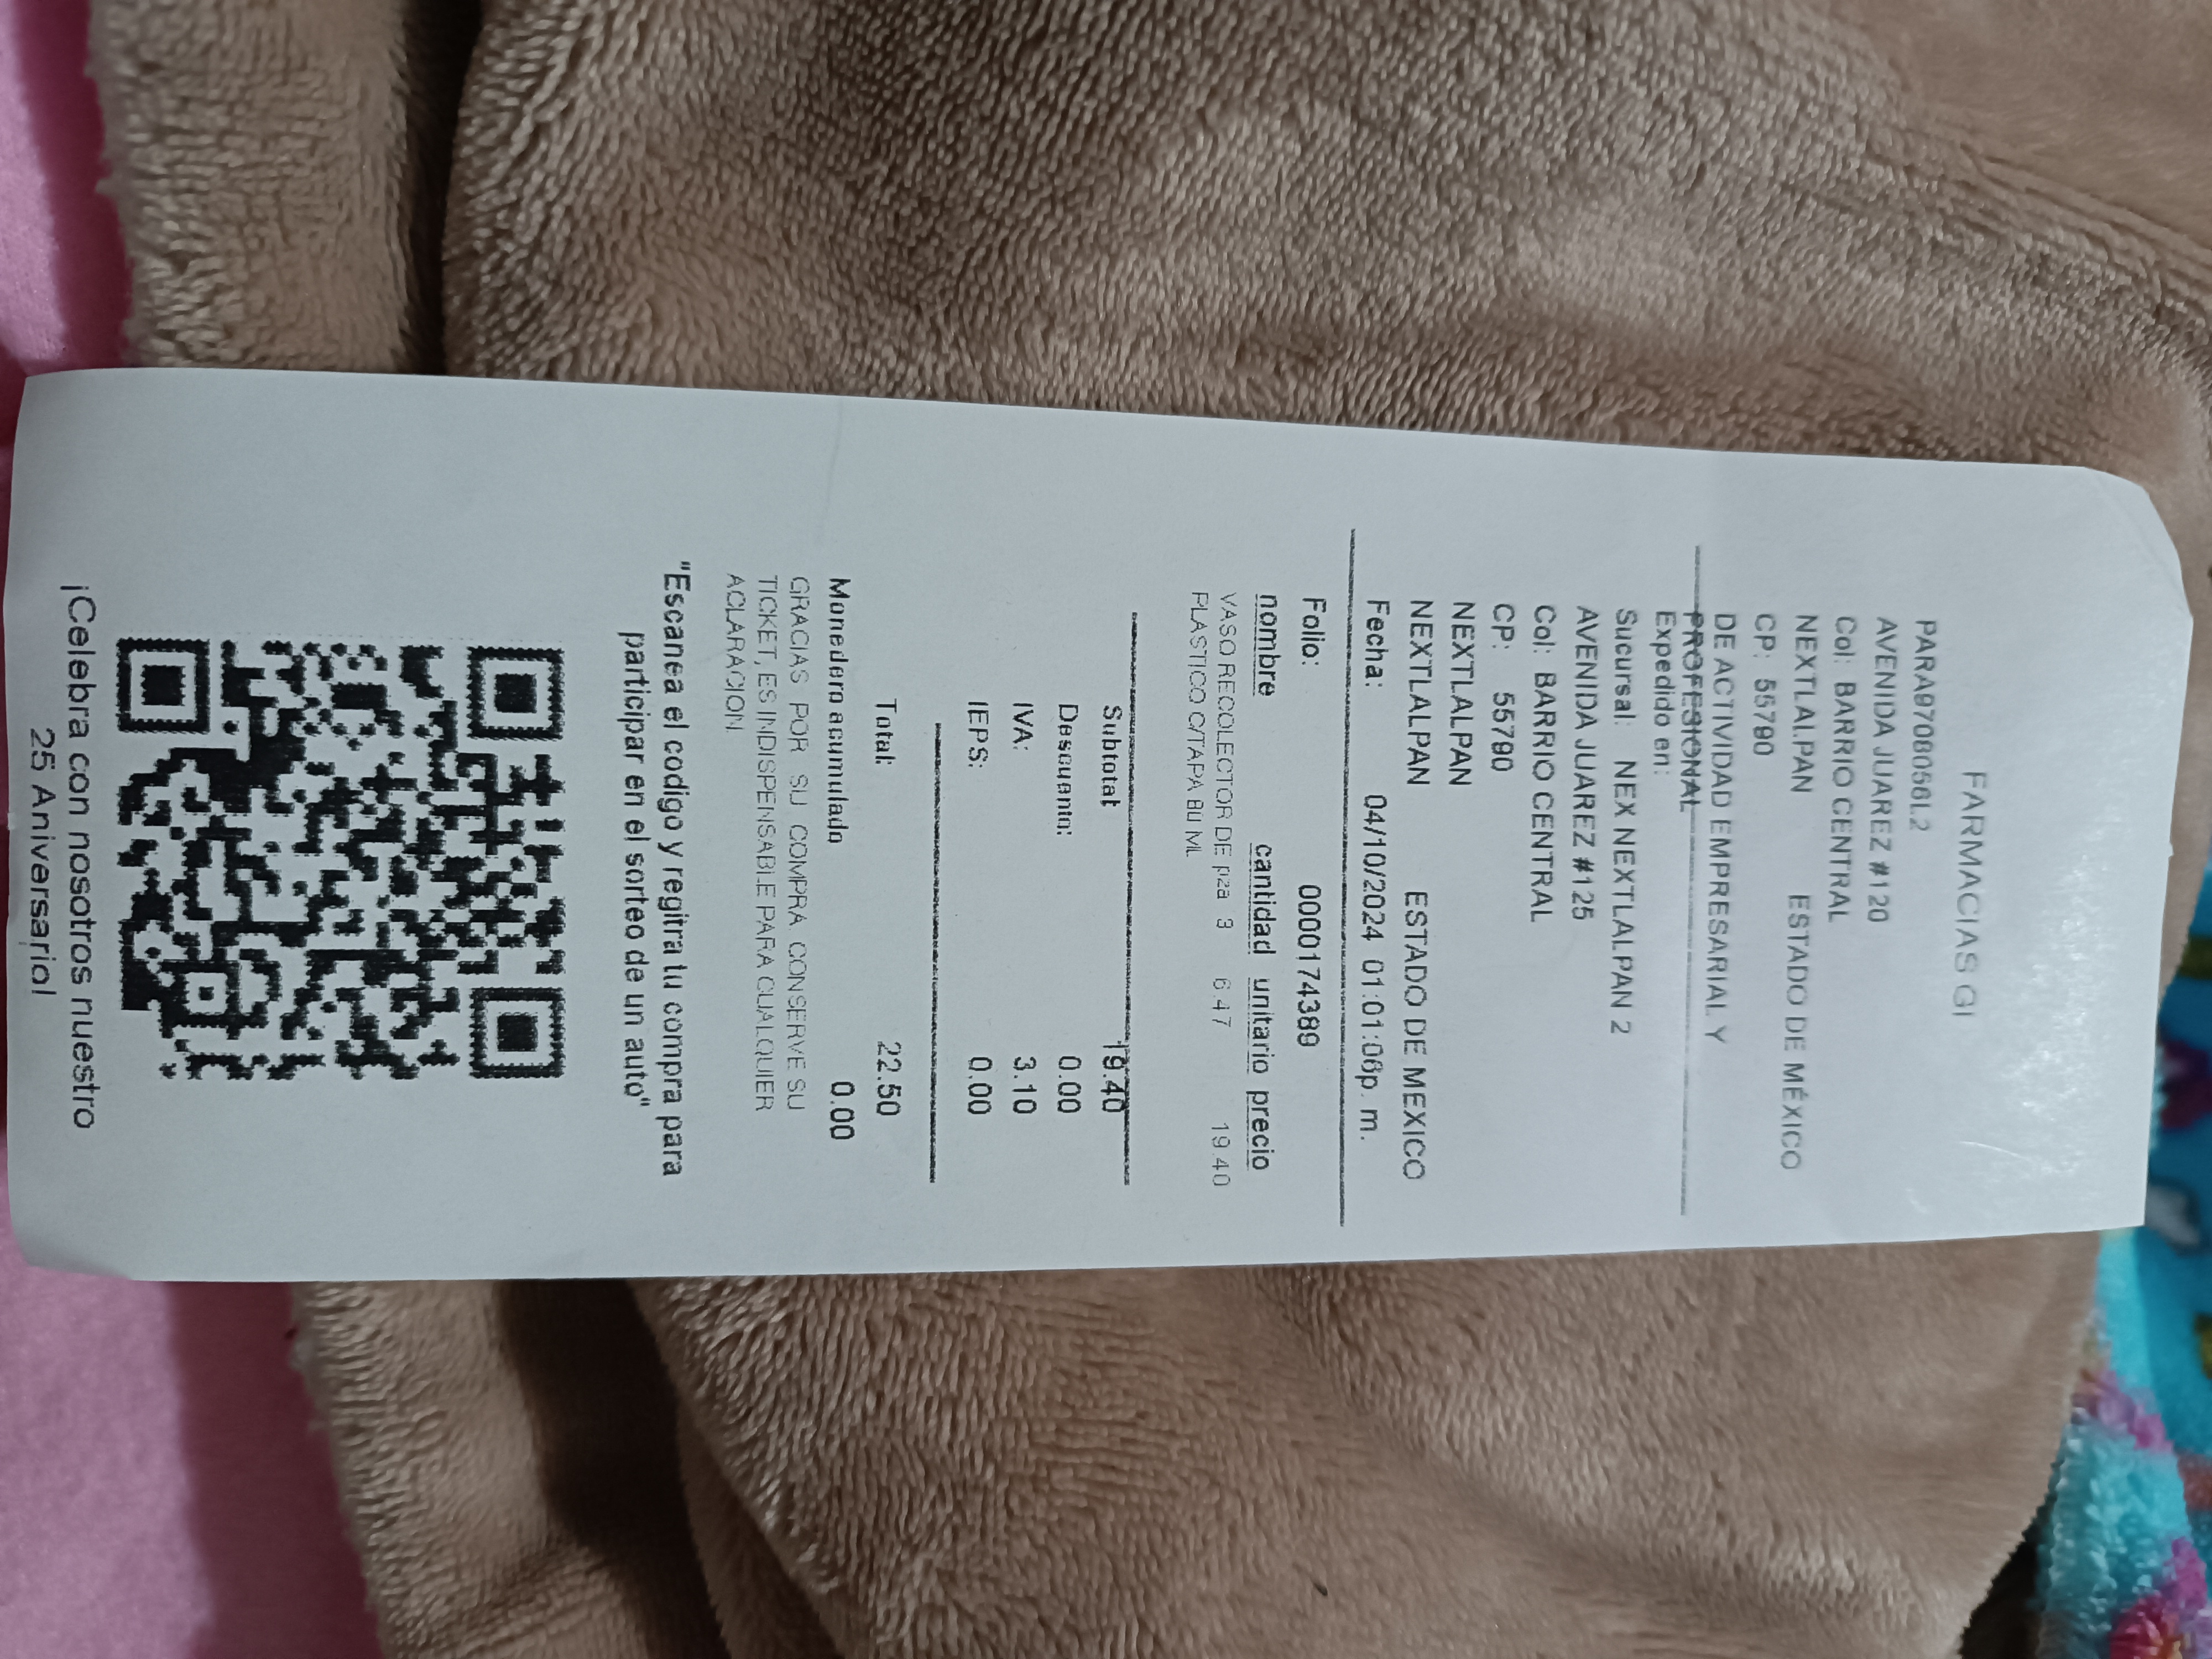 FARMACIAS GI
PARA9708056L2
AVENIDA JUAREZ #120
Col: BARRIO CENTRAL
NEXTLALPAN ESTADO DE MÉXICO
CP: 55790
DE ACTIVIDAD EMPRESARIAL Y
PROFESIONAL
Expedido en:
Sucursal: NEX NEXTLALPAN 2
AVENIDA JUAREZ #125
Col: BARRIO CENTRAL
CP: 55790
NEXTLALPAN
NEXTLALPAN ESTADO DE MEXICO
Fecha: 04/10/2024 01:01:06p. m.
Folio: 0000174389
nombre cantidad unitario precio
VASO RECOLECTOR DE pza 3 6.47 19.40
PLASTICO C/TAPA 80 ML
Subtotal 19.40
Descuento: 0.00
IVA: 3.10
IEPS: 0.00
Total: 22.50
Monedero acumulado 0.00
GRACIAS POR SU COMPRA CONSERVE SU
TICKET, ES INDISPENSABLE PARA CUALQUIER
ACLARACION
"Escanea el codigo y regitra tu compra para
participar en el sorteo de un auto"
¡Celebra con nosotros nuestro
25 Aniversario!